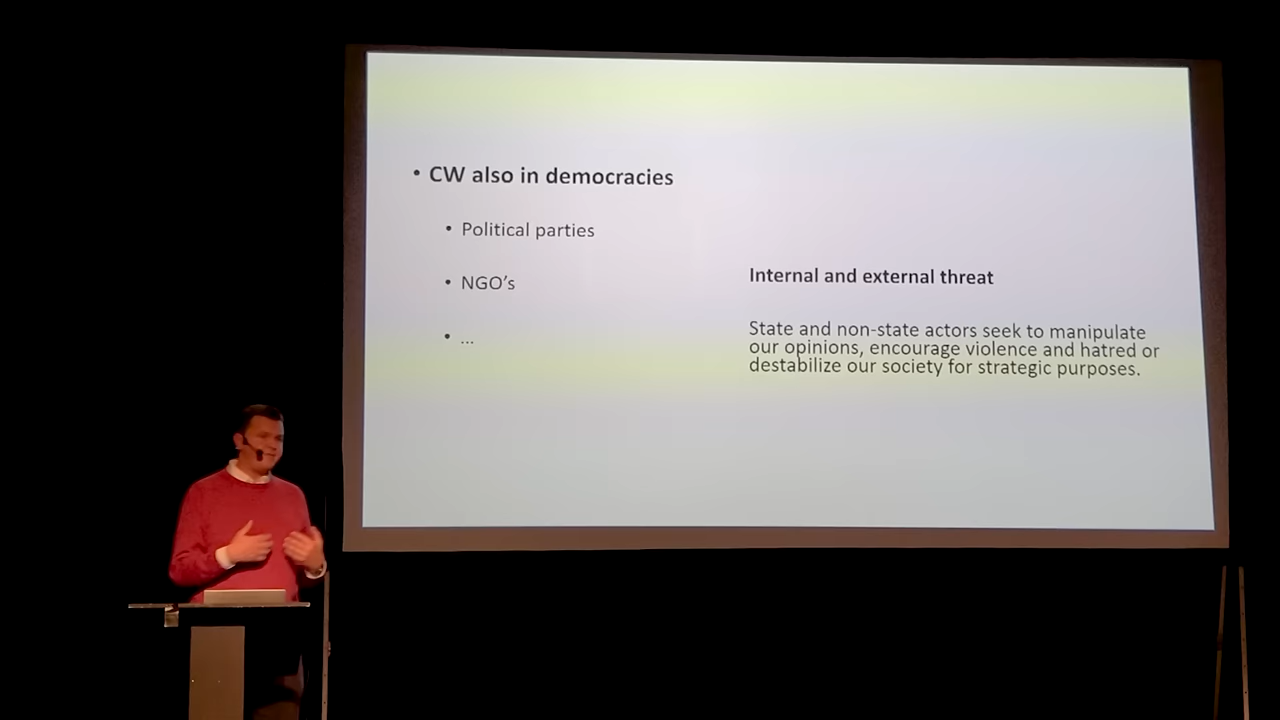 • CW also in democracies
• Political parties
• NGO’s
• ...
Internal and external threat
State and non-state actors seek to manipulate
our opinions, encourage violence and hatred or
destabilize our society for strategic purposes.